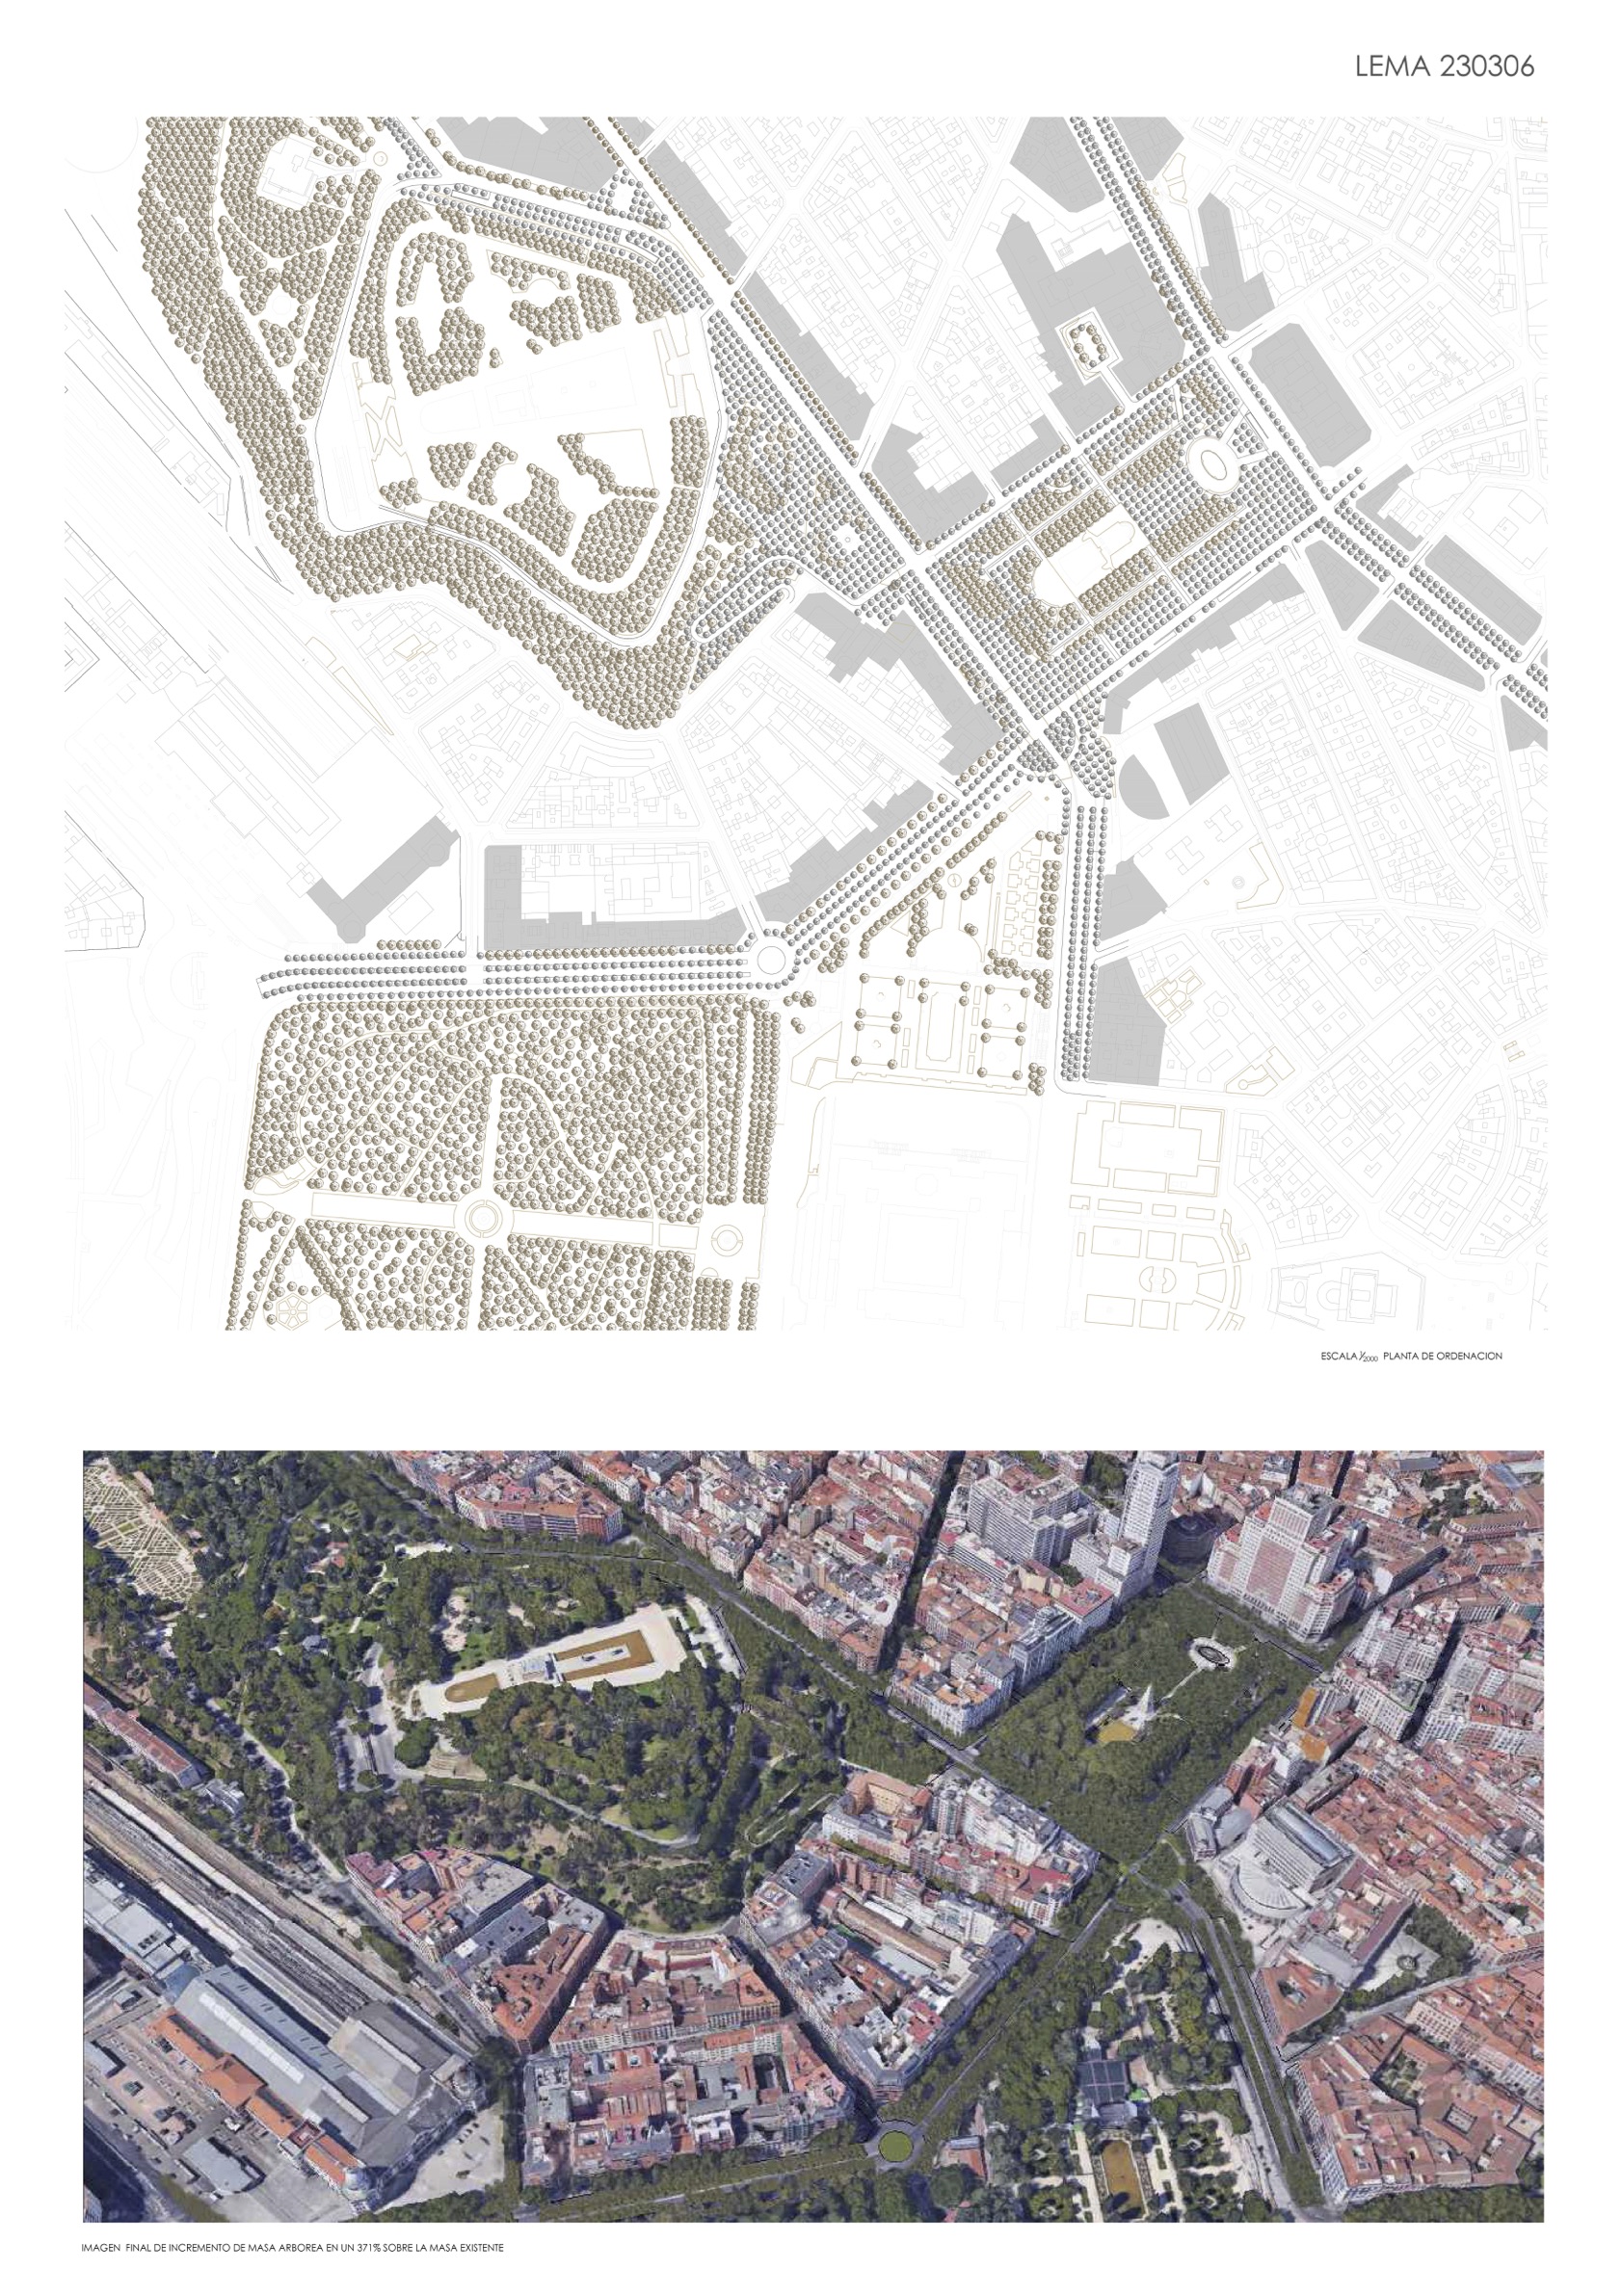 LEMA 230306
ESCALA 1/2000 PLANTA DE ORDENACION
IMAGEN FINAL DE INCREMENTO DE MASA ARBOREA EN UN 371% SOBRE LA MASA EXISTENTE